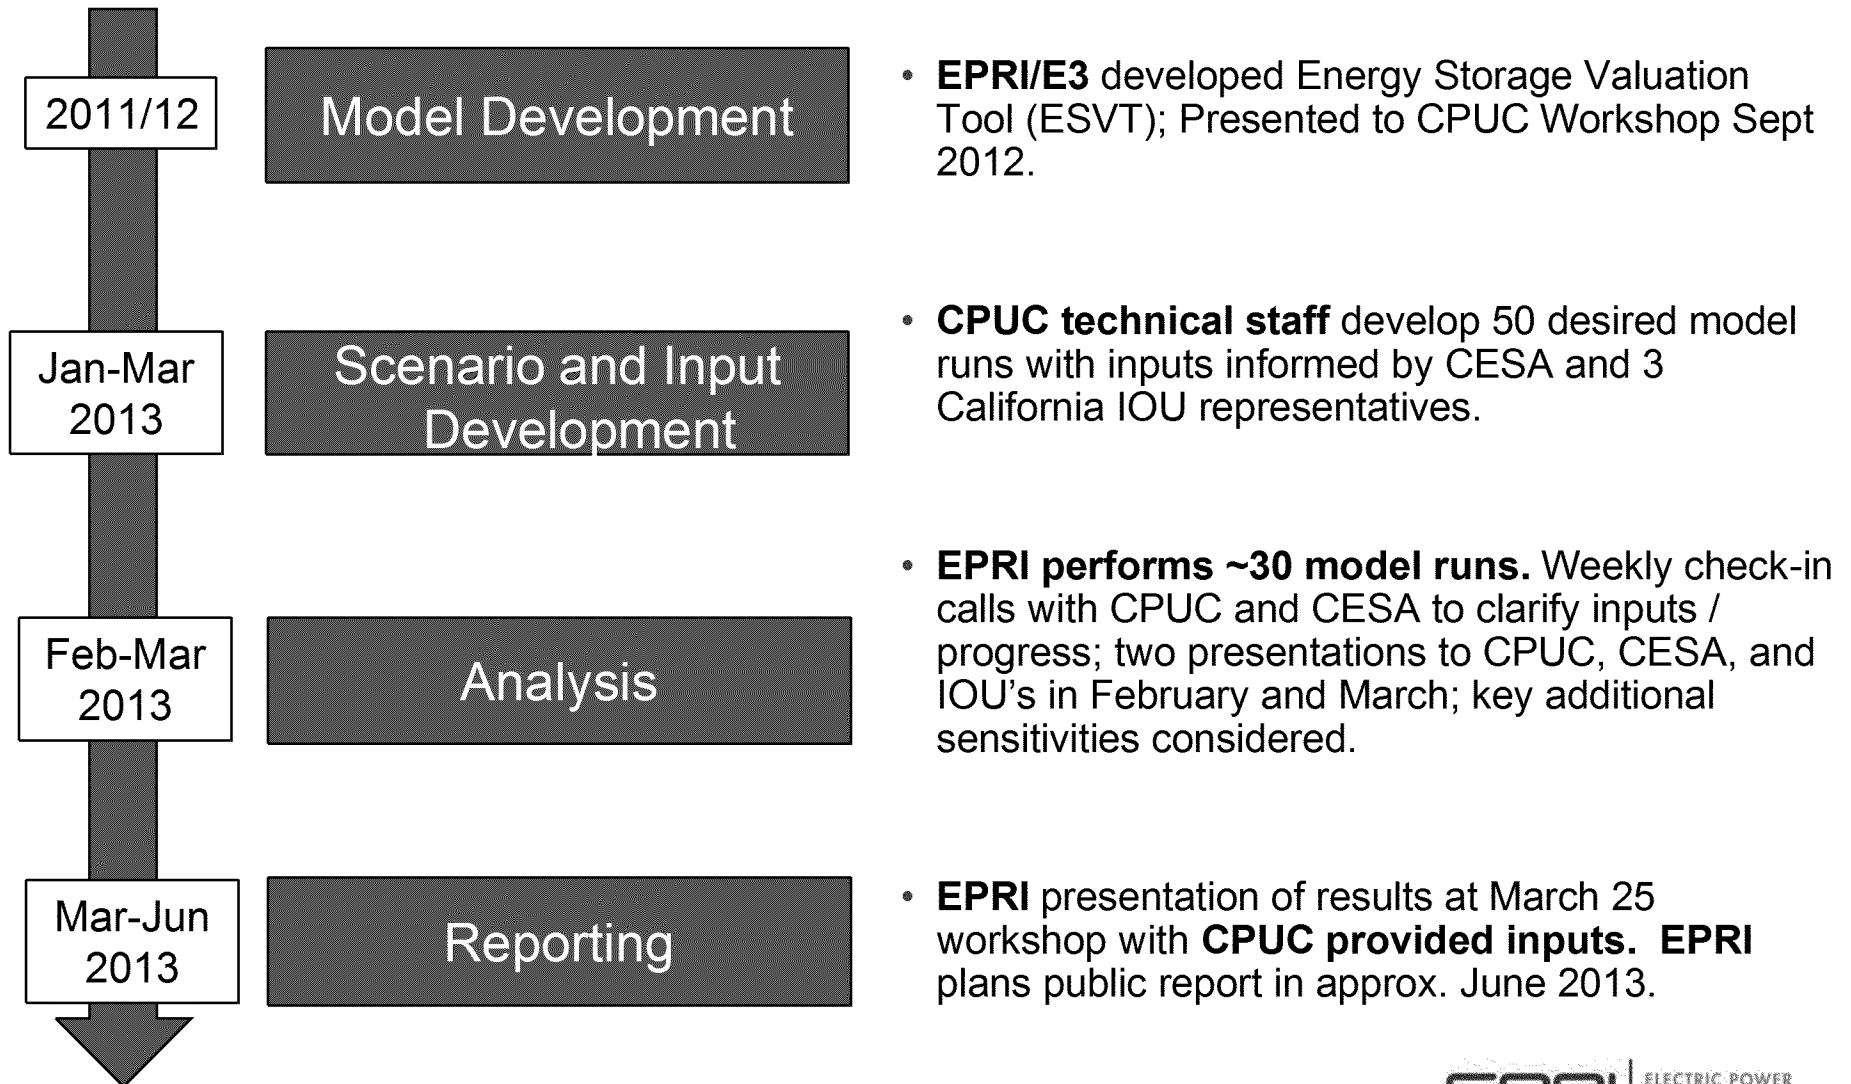 2011/12
Model Development
• EPRI/E3 developed Energy Storage Valuation
Tool (ESVT); Presented to CPUC Workshop Sept
2012.
Jan-Mar
2013
Scenario and Input
Development
• CPUC technical staff develop 50 desired model
runs with inputs informed by CESA and 3
California IOU representatives.
Feb-Mar
2013
Analysis
• EPRI performs ~30 model runs. Weekly check-in
calls with CPUC and CESA to clarify inputs /
progress; two presentations to CPUC, CESA, and
IOU's in February and March; key additional
sensitivities considered.
Mar-Jun
2013
Reporting
• EPRI presentation of results at March 25
workshop with CPUC provided inputs. EPRI
plans public report in approx. June 2013.
EPRI
ELECTRIC POWER